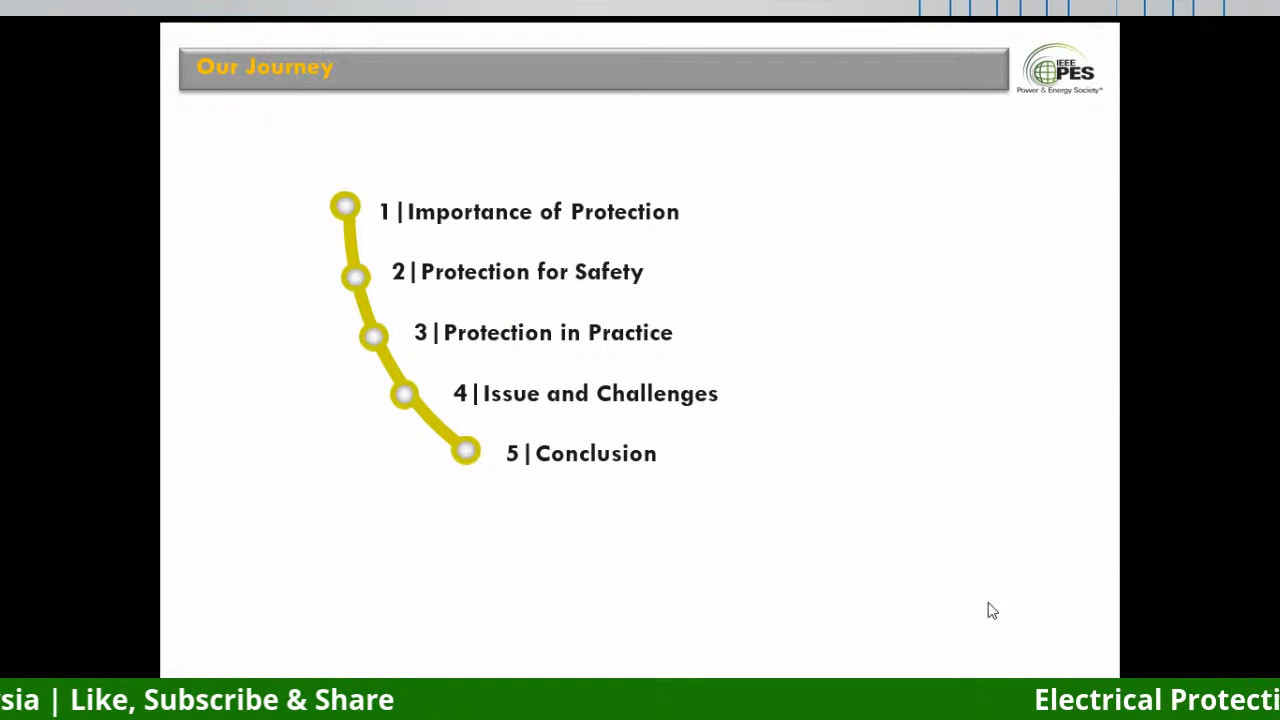 Our Journey
IEEE
PES
Power & Energy Society®
1|Importance of Protection
2|Protection for Safety
3|Protection in Practice
4|Issue and Challenges
5|Conclusion
sia | Like, Subscribe & Share
Electrical Protecti